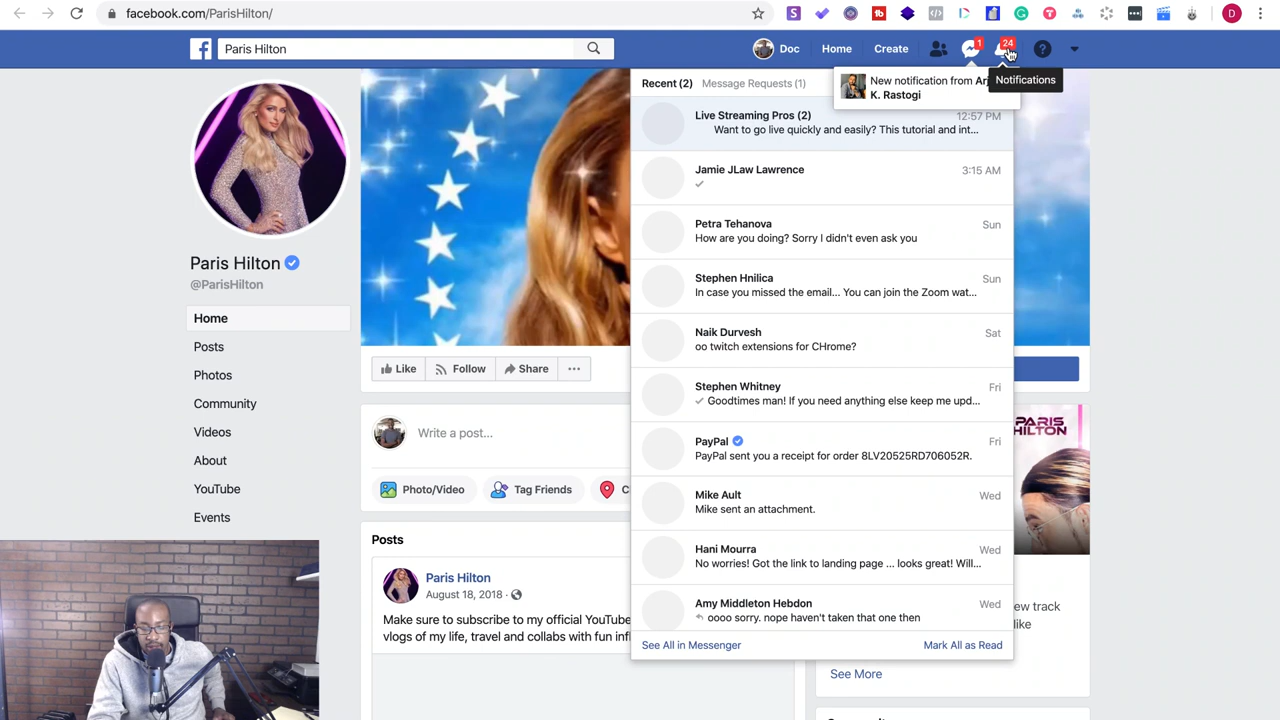 facebook.com/ParisHilton/
Paris Hilton
Doc
Home
Create
1
24
Notifications
New notification from Arj
K. Rastogi
Recent (2)
Message Requests (1)
Live Streaming Pros (2)
12:57 PM
Want to go live quickly and easily? This tutorial and int...
Jamie JLaw Lawrence
3:15 AM
Petra Tehanova
Sun
How are you doing? Sorry I didn't even ask you
Stephen Hnilica
Sun
In case you missed the email... You can join the Zoom wat...
Naik Durvesh
Sat
oo twitch extensions for CHrome?
Stephen Whitney
Fri
Goodtimes man! If you need anything else keep me upd...
PayPal
Fri
PayPal sent you a receipt for order 8LV20525RD706052R.
Mike Ault
Wed
Mike sent an attachment.
Hani Mourra
Wed
No worries! Got the link to landing page ... looks great! Will...
Amy Middleton Hebdon
Wed
oooo sorry. nope haven't taken that one then
See All in Messenger
Mark All as Read
Paris Hilton
@ParisHilton
Home
Posts
Photos
Community
Videos
About
YouTube
Events
Like
Follow
Share
Write a post...
Photo/Video
Tag Friends
C
Posts
Paris Hilton
August 18, 2018
Make sure to subscribe to my official YouTube
vlogs of my life, travel and collabs with fun inf
PARIS
HILTON
ew track
like
See More
D